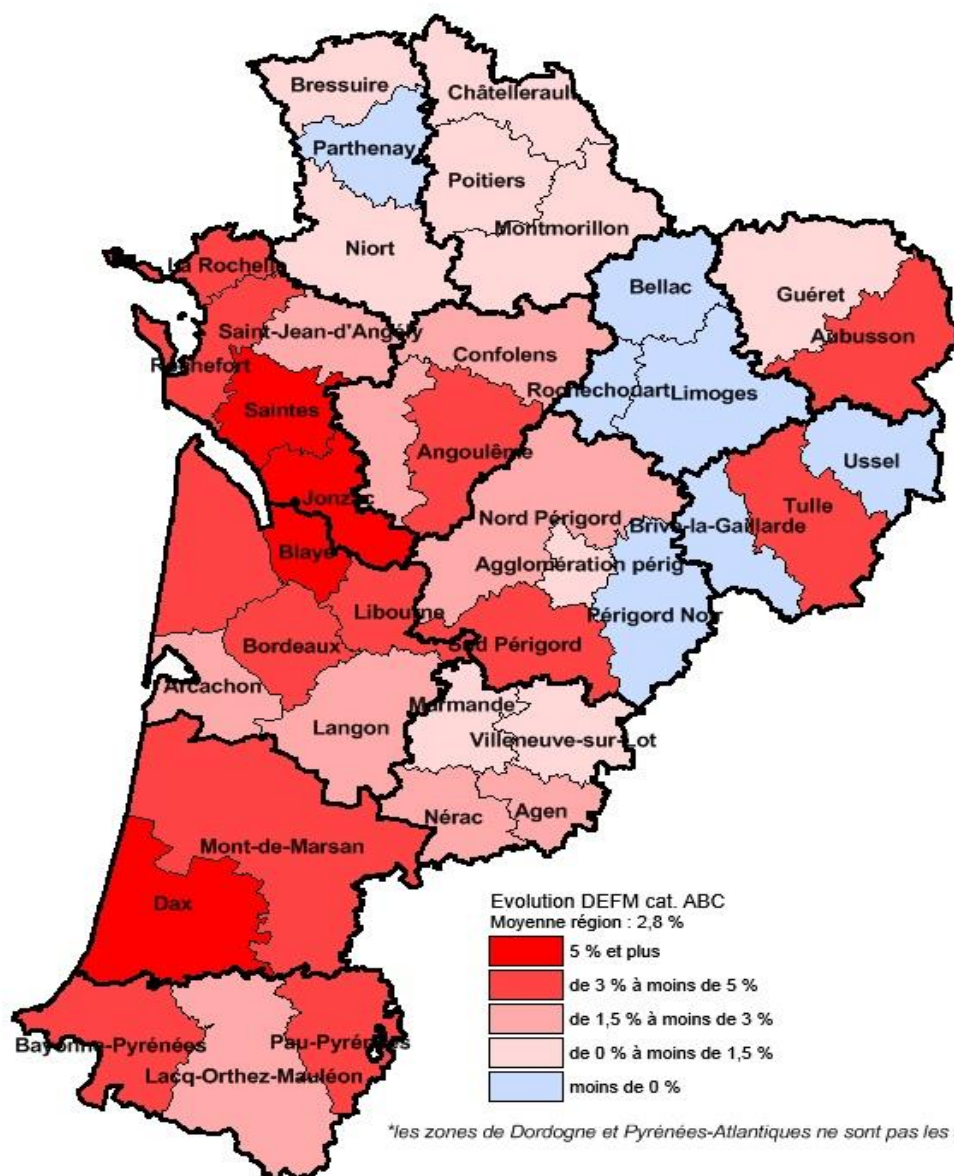 Bressuire
Châtellerault
Parthenay
Poitiers
Montmorillon
Niort
La Rochelle
Bellac
Guéret
Saint-Jean-d'Angély
Aubusson
Confolens
Rochefort
Rochechouart
Limoges
Saintes
Angoulême
Ussel
Jonzac
Tulle
Nord Périgord
Brive-la-Gaillarde
Blaye
Agglomération périg
Libourne
Périgord Noir
Bordeaux
Sud Périgord
Arcachon
Marmande
Langon
Villeneuve-sur-Lot
Nérac
Agen
Mont-de-Marsan
Dax
Evolution DEFM cat. ABC
Moyenne région : 2,8 %
5 % et plus
de 3 % à moins de 5 %
de 1,5 % à moins de 3 %
de 0 % à moins de 1,5 %
moins de 0 %
Bayonne-Pyrénées
Pau-Pyrénées
Lacq-Orthez-Mauléon
*les zones de Dordogne et Pyrénées-Atlantiques ne sont pas les